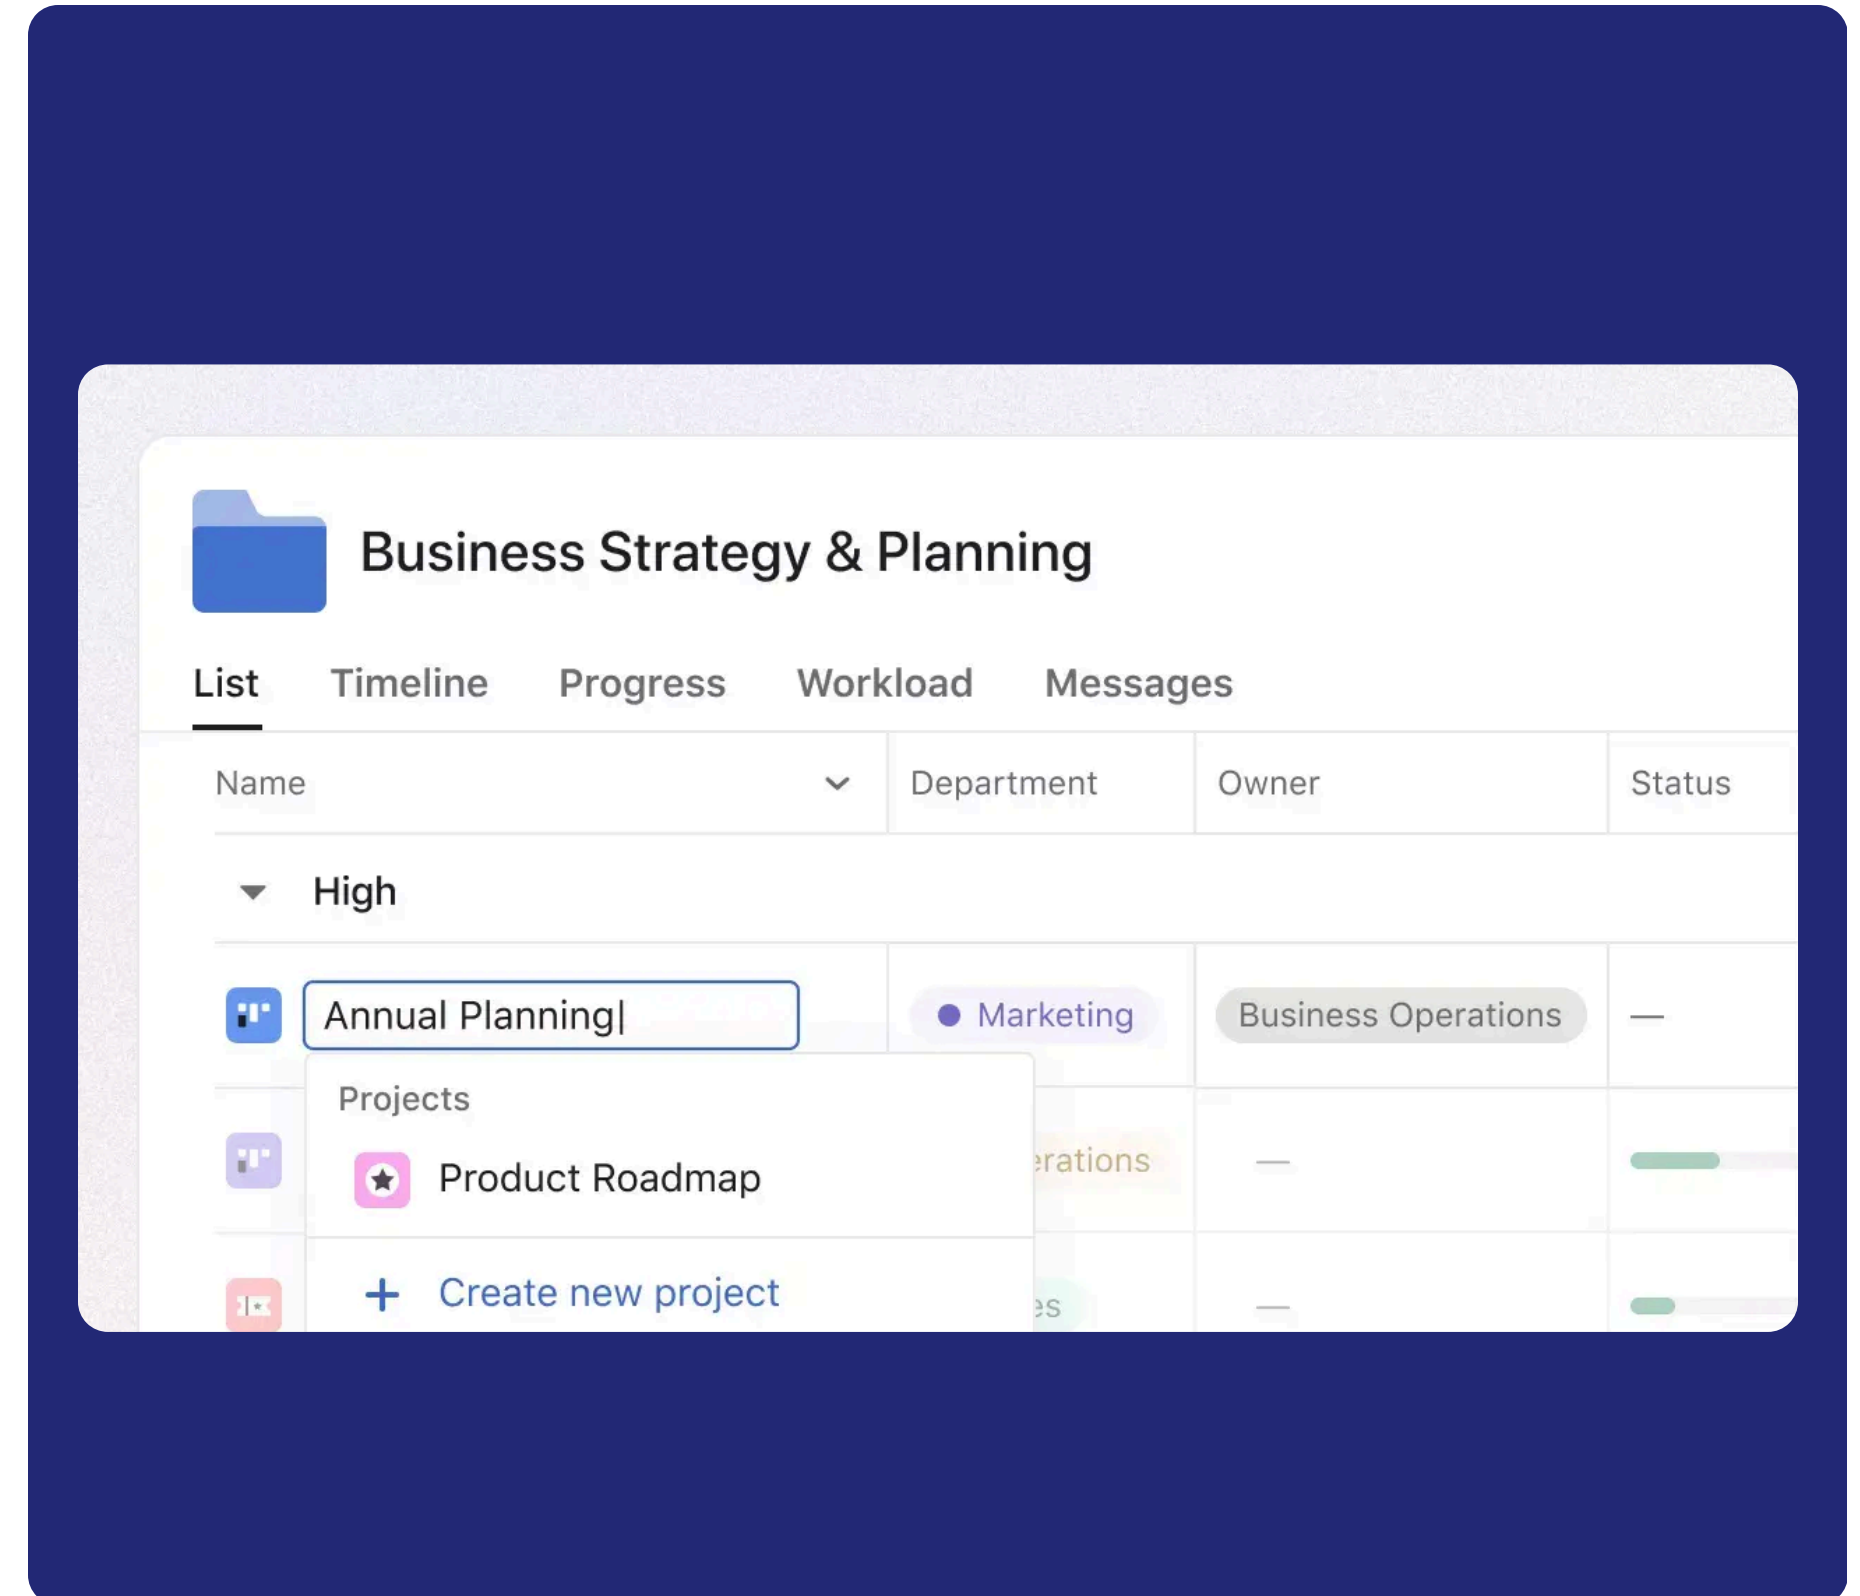 Business Strategy & Planning
List Timeline Progress Workload Messages
Name Department Owner Status
High
Annual Planning Marketing Business Operations —
Projects
Product Roadmap —
Create new project —